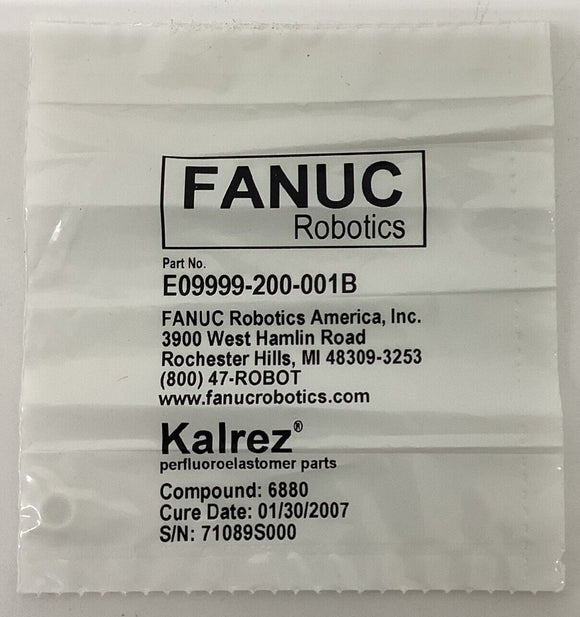 FANUC
Robotics
Part No.
E09999-200-001B
FANUC Robotics America, Inc.
3900 West Hamlin Road
Rochester Hills, MI 48309-3253
(800) 47-ROBOT
www.fanucrobotics.com
Kalrez®
perfluoroelastomer parts
Compound: 6880
Cure Date: 01/30/2007
S/N: 71089S000